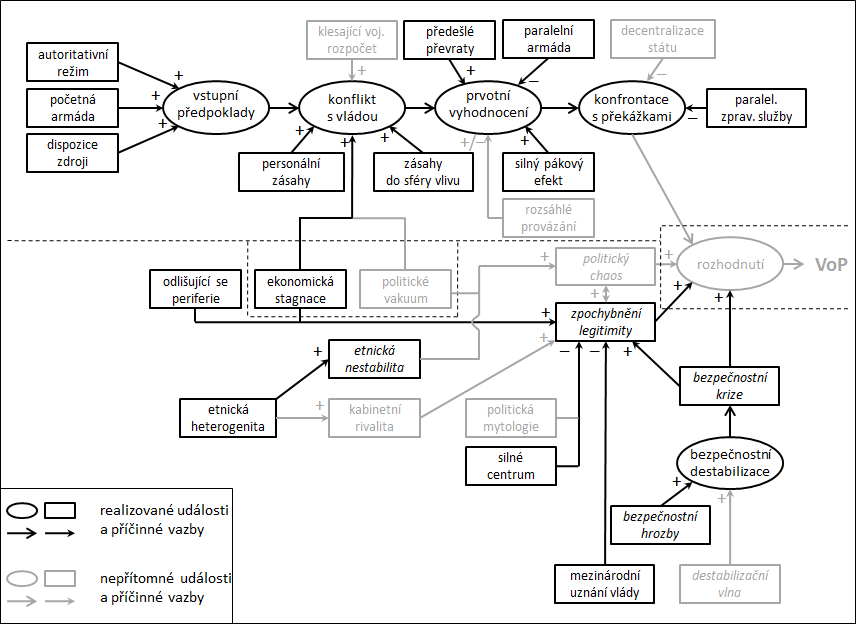 klesající voj.
rozpočet
předešlé
převraty
paralelní
armáda
decentralizace
státu
autoritativní
režim
početná
armáda
dispozice
zdroji
vstupní
předpoklady
konflikt
s vládou
prvotní
vyhodnocení
konfrontace
s překážkami
paralel.
zprav. služby
personální
zásahy
zásahy
do sféry vlivu
silný pákový
efekt
rozsáhlé
provázání
odlišující se
periferie
ekonomická
stagnace
politické
vakuum
politický
chaos
rozhodnutí
VoP
zpochybnění
legitimity
etnická
nestabilita
etnická
heterogenita
kabinetní
rivalita
politická
mytologie
silné
centrum
bezpečnostní
krize
bezpečnostní
destabilizace
bezpečnostní
hrozby
mezinárodní
uznání vlády
destabilizační
vlna
realizované události
a příčinné vazby
nepřítomné události
a příčinné vazby